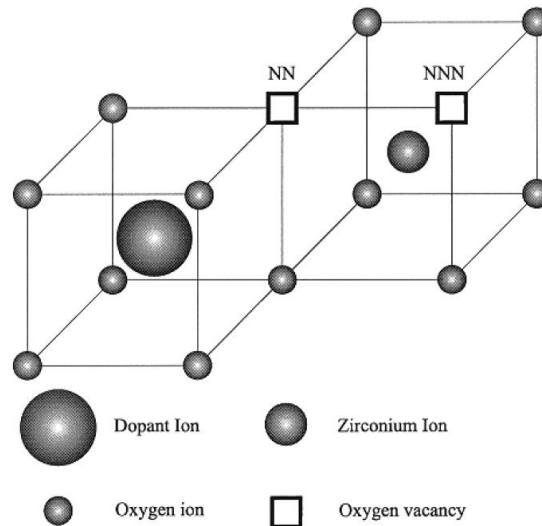 NN
NNN
Dopant Ion
Zirconium Ion
Oxygen ion
Oxygen vacancy